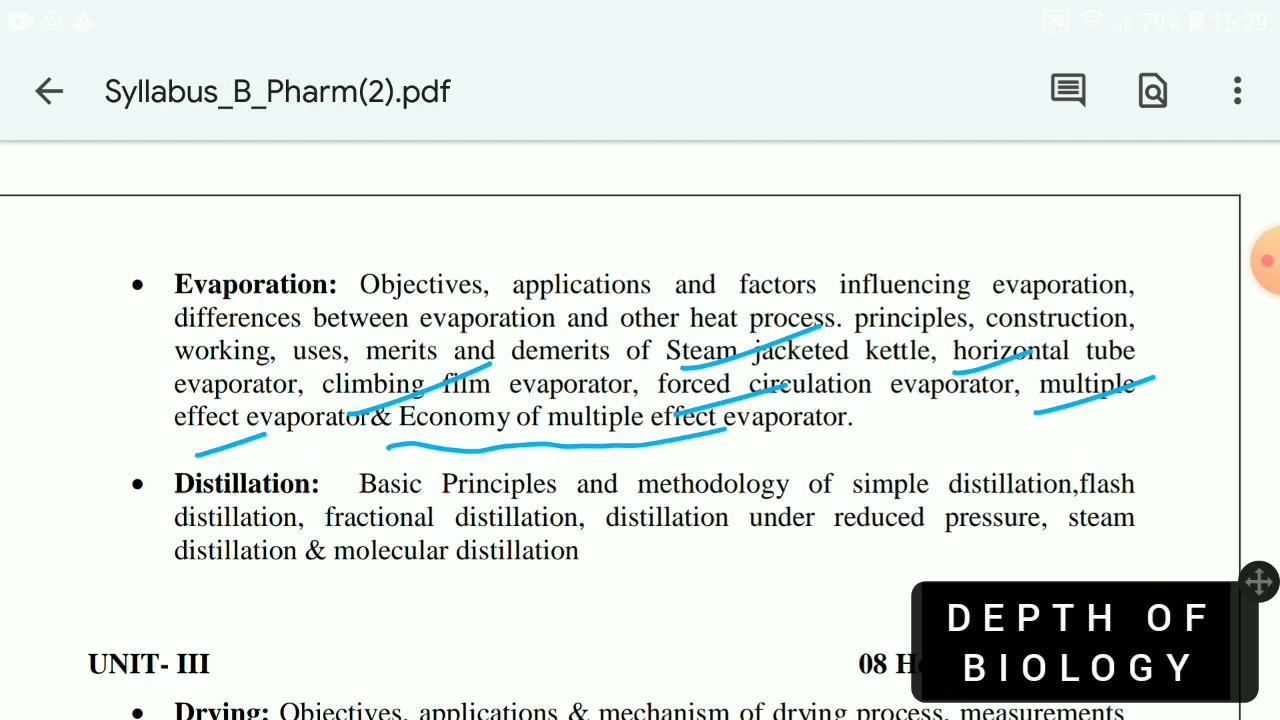 79% 15:29
Syllabus_B_Pharm(2).pdf
• Evaporation: Objectives, applications and factors influencing evaporation,
differences between evaporation and other heat process. principles, construction,
working, uses, merits and demerits of Steam jacketed kettle, horizontal tube
evaporator, climbing film evaporator, forced circulation evaporator, multiple
effect evaporator& Economy of multiple effect evaporator.
• Distillation: Basic Principles and methodology of simple distillation,flash
distillation, fractional distillation, distillation under reduced pressure, steam
distillation & molecular distillation
UNIT- III 08
• Drying: Objectives, applications & mechanism of drying process, measurements
DEPTH OF
BIOLOGY